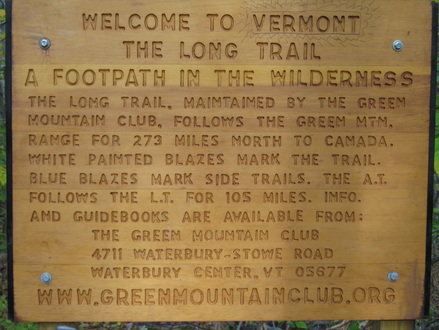 WELCOME TO VERMONT
THE LONG TRAIL
A FOOTPATH IN THE WILDERNESS
THE LONG TRAIL, MAINTAINED BY THE GREEN
MOUNTAIN CLUB, FOLLOWS THE GREEN MTN.
RANGE FOR 273 MILES NORTH TO CANADA.
WHITE PAINTED BLAZES MARK THE TRAIL.
BLUE BLAZES MARK SIDE TRAILS. THE A.T.
FOLLOWS THE L.T. FOR 105 MILES. INFO.
AND GUIDEBOOKS ARE AVAILABLE FROM:
THE GREEN MOUNTAIN CLUB
4711 WATERBURY-STOWE ROAD
WATERBURY CENTER, VT 05677
WWW.GREENMOUNTAINCLUB.ORG